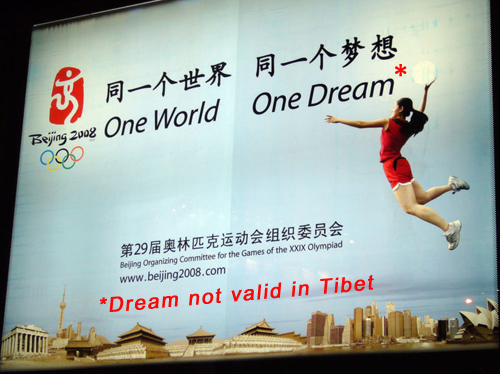 同一个世界 同一个梦想
One World One Dream*
Beijing 2008
第29届奥林匹克运动会组织委员会
Beijing Organizing Committee for the Games of the XXIX Olympiad
www.beijing2008.com
*Dream not valid in Tibet